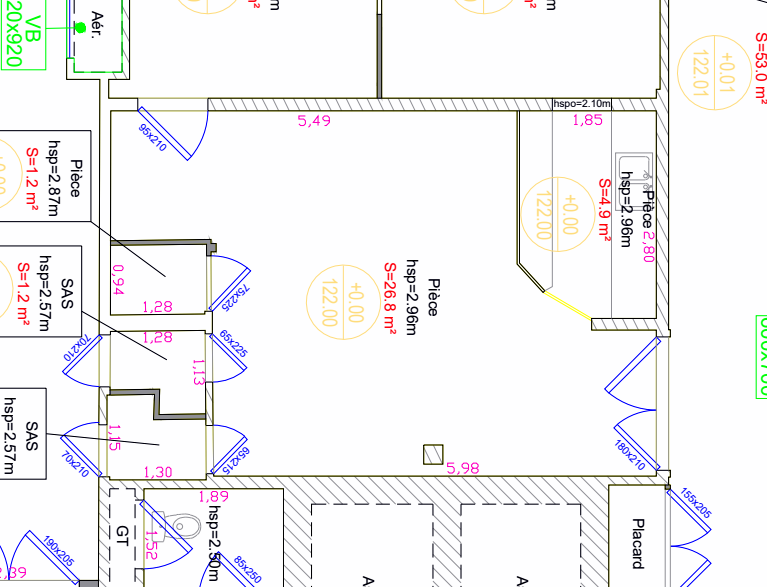 Aér.
VB
20x920
S=53.0 m²
+0.01
122.01
hspo=2.10m
5,49
1,85
95x210
Pièce
hsp=2.96m
S=4.9 m²
2,80
+0.00
122.00
Pièce
hsp=2.87m
S=1.2 m²
0,94
1,28
75x225
SAS
hsp=2.57m
S=1.2 m²
1,28
1,13
65x225
70x210
Pièce
hsp=2.96m
S=26.8 m²
+0.00
122.00
SAS
hsp=2.57m
1,15
1,30
65x215
70x210
180x210
5,98
1,89
hsp=2.50m
1,52
GT
85x250
190x205
2,39
155x205
Placard
A
A